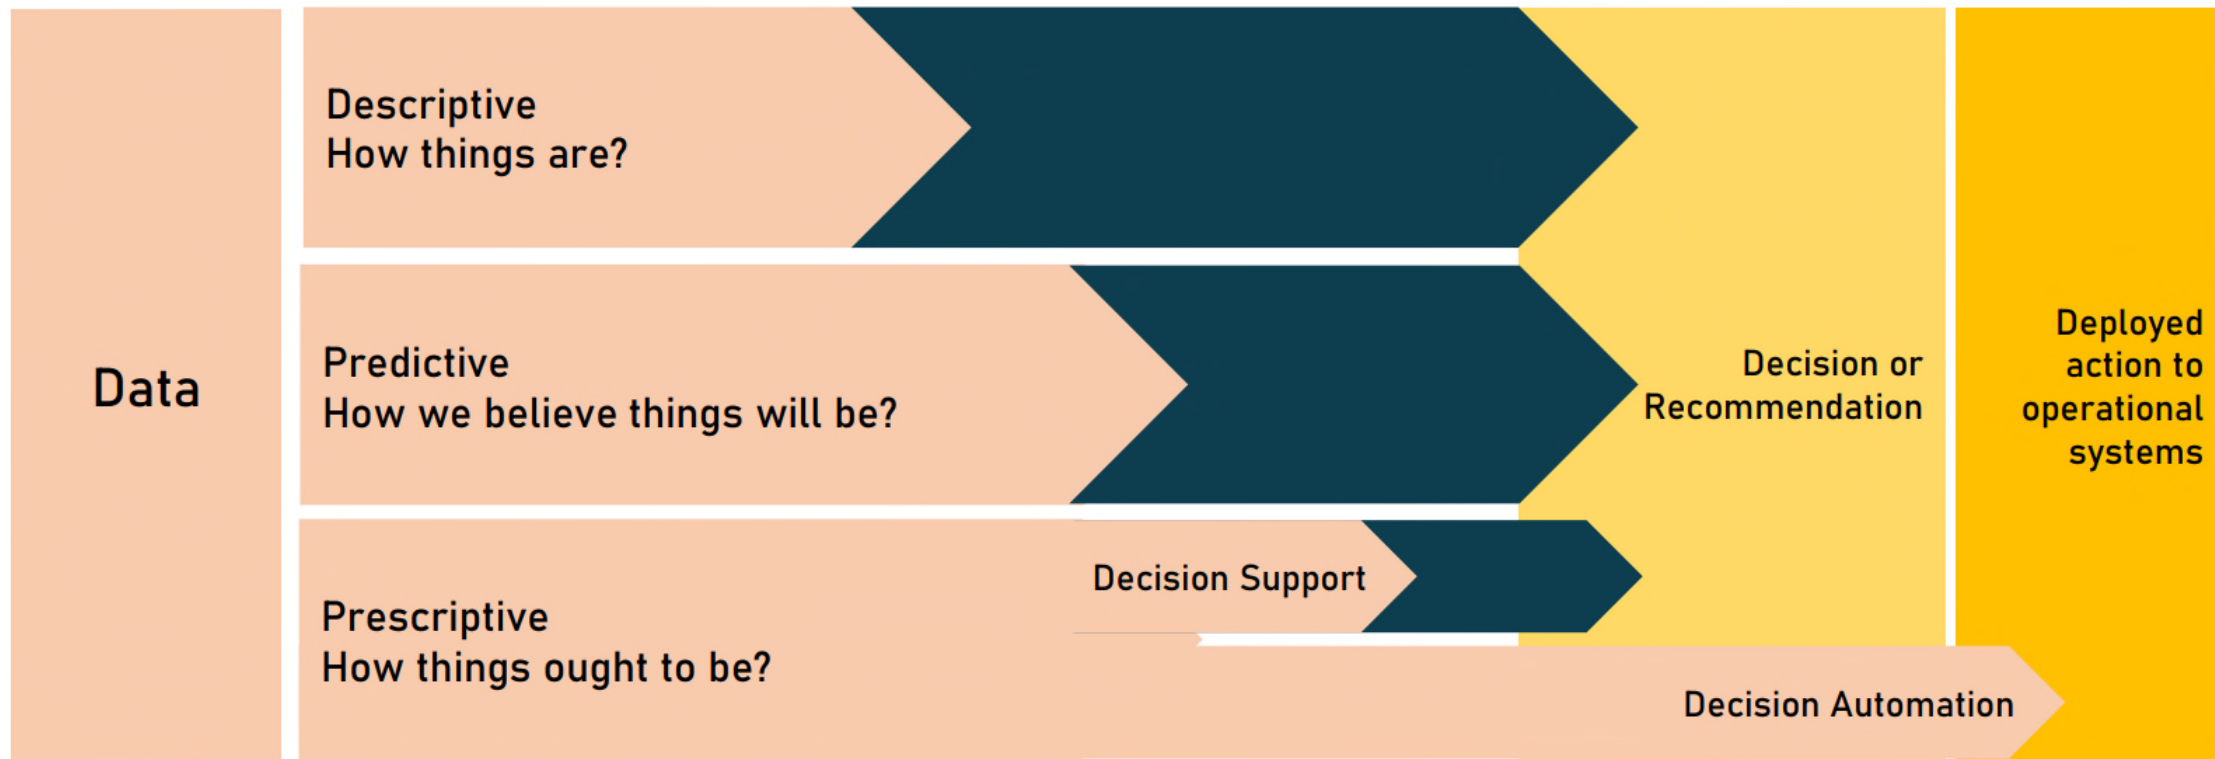 Data
Descriptive
How things are?
Predictive
How we believe things will be?
Prescriptive
How things ought to be?
Decision Support
Decision Automation
Decision or
Recommendation
Deployed
action to
operational
systems